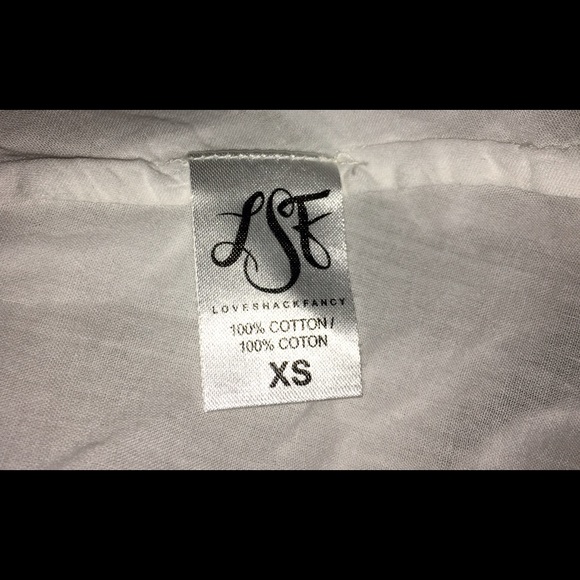 LSF
LOVESHACKFANCY
100% COTTON/
100% COTON
XS